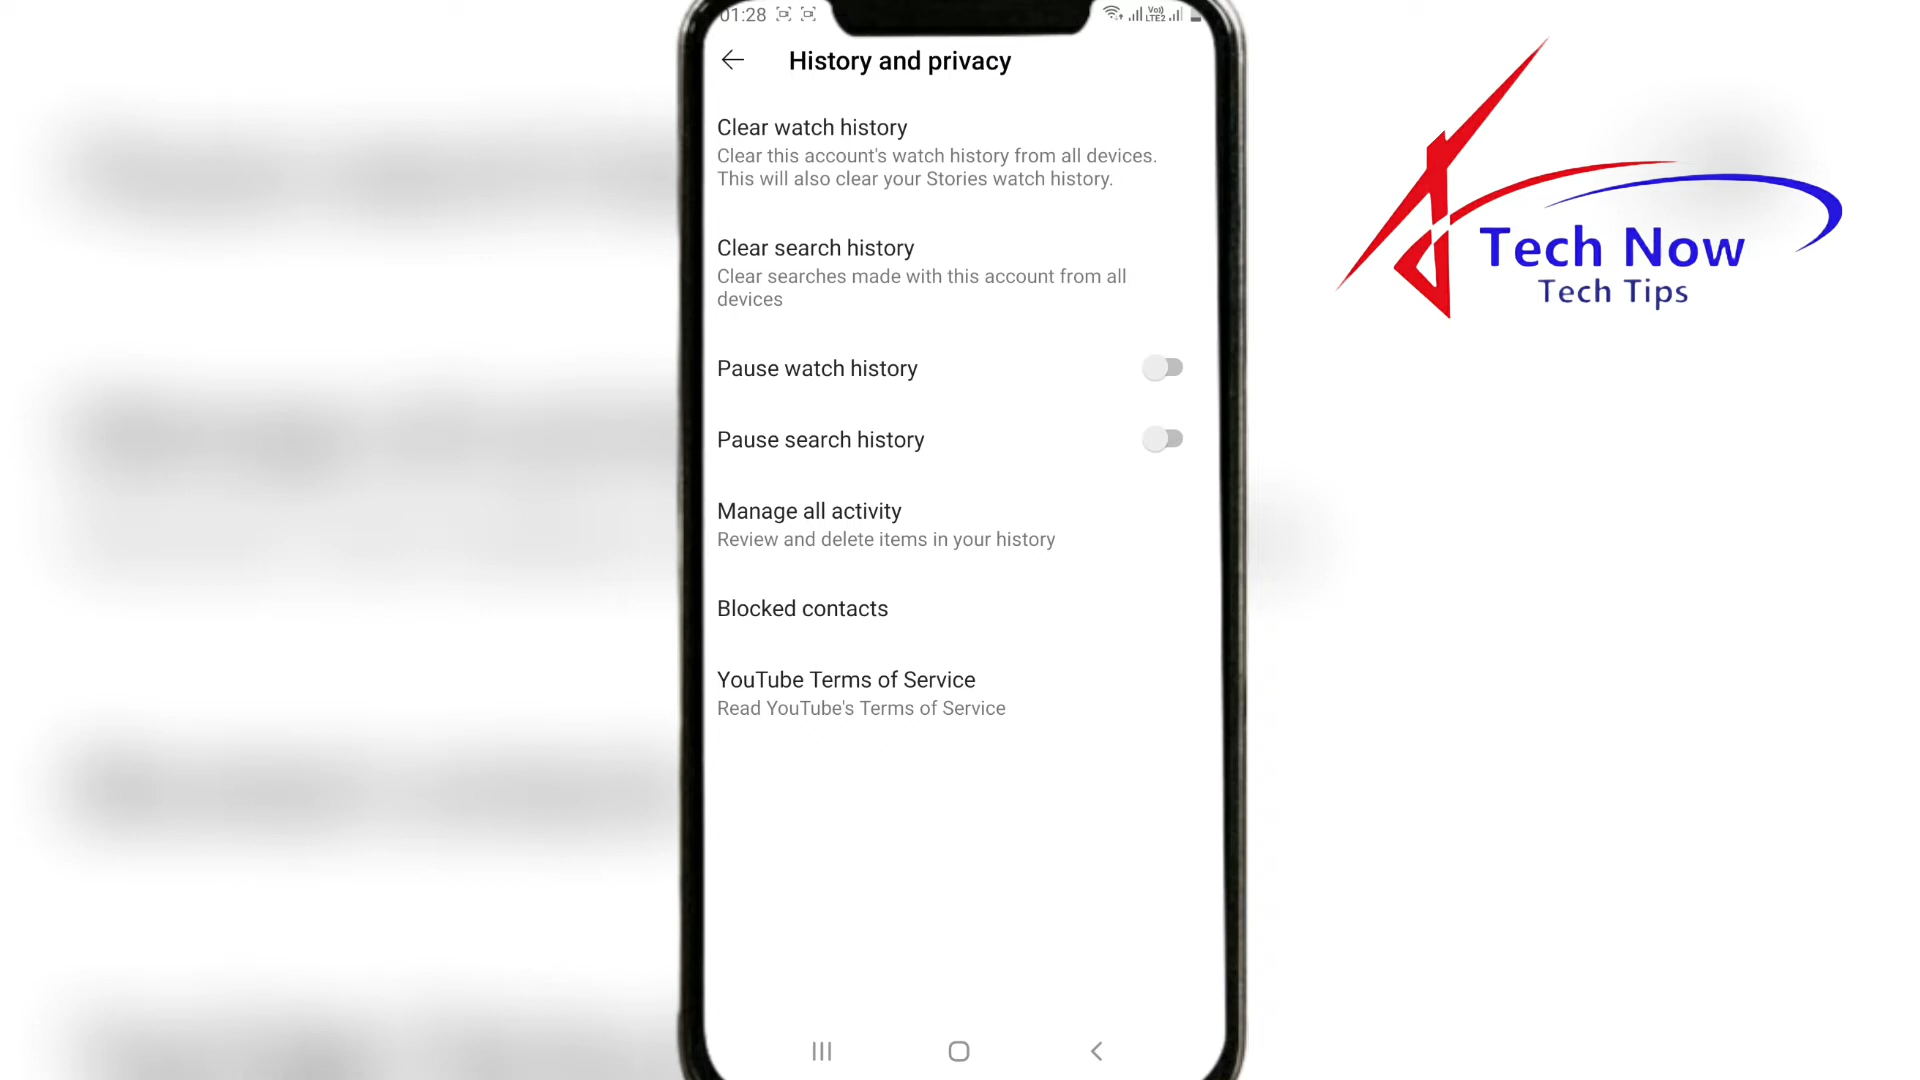 01:28
Vo)
LTE2
History and privacy
Clear watch history
Clear this account's watch history from all devices.
This will also clear your Stories watch history.
Clear search history
Clear searches made with this account from all
devices
Pause watch history
Pause search history
Manage all activity
Review and delete items in your history
Blocked contacts
YouTube Terms of Service
Read YouTube's Terms of Service
Tech Now
Tech Tips